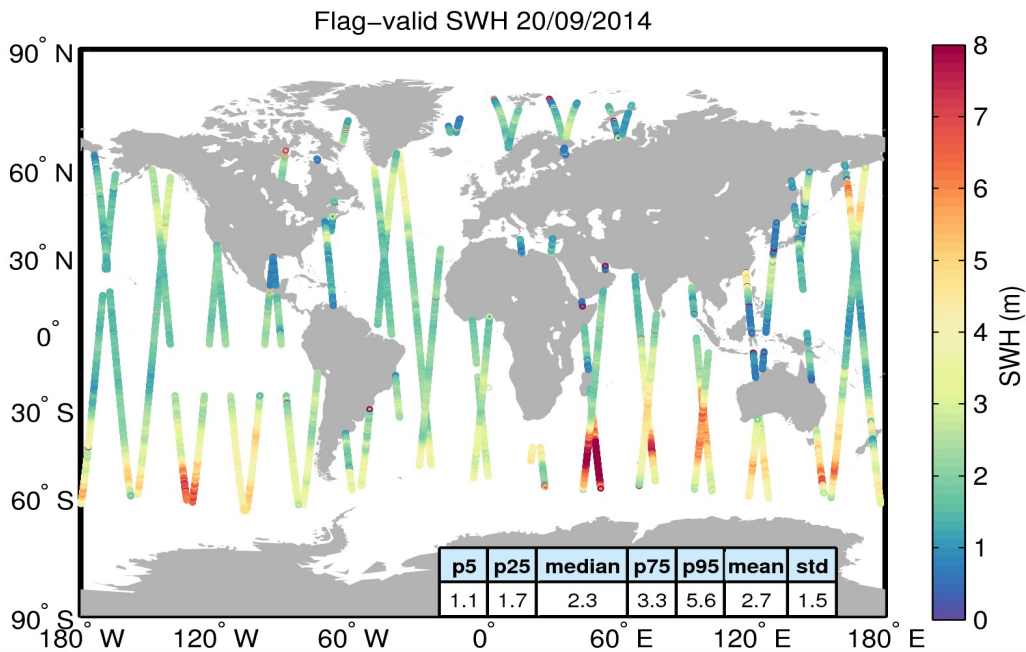 Flag−valid SWH 20/09/2014
90° N
60° N
30° N
0°
30° S
60° S
90° S
180° W
120° W
60° W
0°
60° E
120° E
180° E
p5 p25 median p75 p95 mean std
1.1 1.7 2.3 3.3 5.6 2.7 1.5
8
7
6
5
4
3
2
1
0
SWH (m)